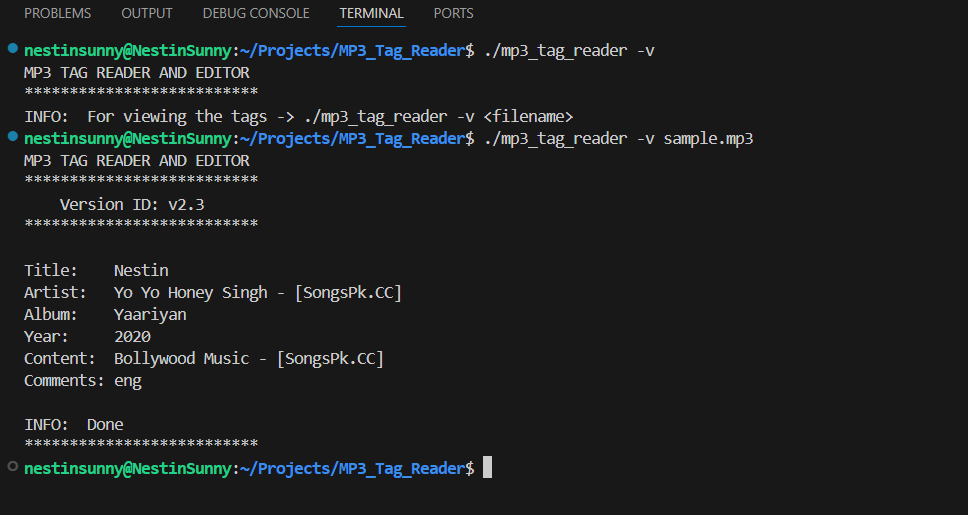 PROBLEMS OUTPUT DEBUG CONSOLE TERMINAL PORTS
nestinsunny@NestinSunny:~/Projects/MP3_Tag_Reader$ ./mp3_tag_reader -v
MP3 TAG READER AND EDITOR
**************************
INFO:  For viewing the tags -> ./mp3_tag_reader -v <filename>
nestinsunny@NestinSunny:~/Projects/MP3_Tag_Reader$ ./mp3_tag_reader -v sample.mp3
MP3 TAG READER AND EDITOR
**************************
    Version ID: v2.3
**************************
Title:    Nestin
Artist:   Yo Yo Honey Singh - [SongsPk.CC]
Album:    Yaariyan
Year:     2020
Content:  Bollywood Music - [SongsPk.CC]
Comments: eng
INFO:  Done
**************************
nestinsunny@NestinSunny:~/Projects/MP3_Tag_Reader$